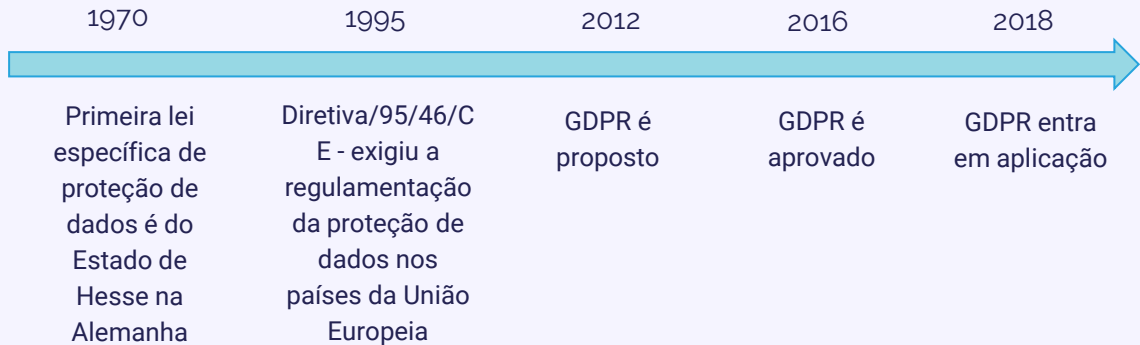 1970
1995
2012
2016
2018
Primeira lei
específica de
proteção de
dados é do
Estado de
Hesse na
Alemanha
Diretiva/95/46/C
E - exigiu a
regulamentação
da proteção de
dados nos
países da União
Europeia
GDPR é
proposto
GDPR é
aprovado
GDPR entra
em aplicação